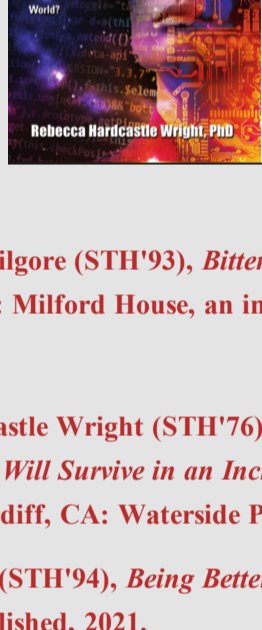 World?
Rebecca Hardcastle Wright, PhD
ilgore (STH'93), Bitter
: Milford House, an in
astle Wright (STH'76)
Will Survive in an Inc
diff, CA: Waterside P
(STH'94), Being Bette
lished, 2021.